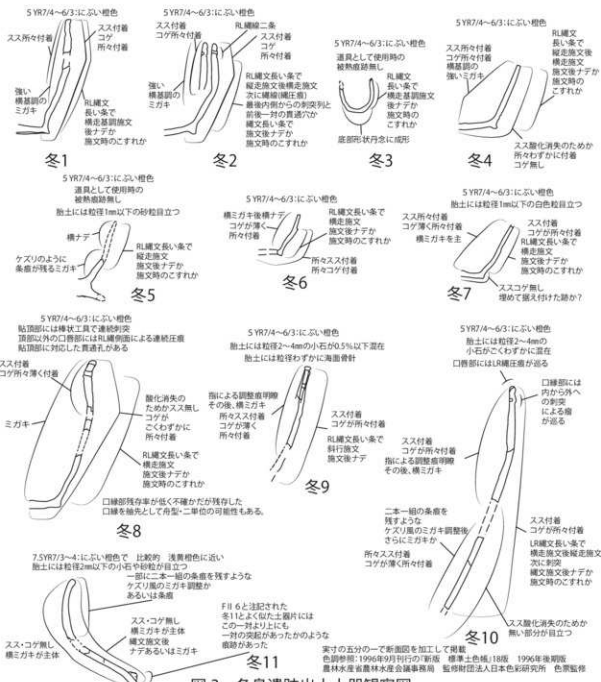 5 YR7/4～6/3:にぶい橙色
スス所々付着
スス付着
コゲ
所々付着
強い
横基調の
ミガキ
RL縄文
長い条で
横走基調施文
後ナデか
施文時のこすれか
冬1
5 YR7/4～6/3:にぶい橙色
スス付着
コゲ所々付着
RL縄線二条
スス付着
コゲ
所々付着
強い
横基調の
ミガキ
RL縄文長い条で
縦走施文後横走施文
次に縄線(縄圧痕)
最後内側からの刺突列と
前後一対の貫通穴
縄文長い条で
施文後ナデか
施文時のこすれか
冬2
5 YR7/4～6/3:にぶい橙色
道具として使用時の
被熱痕跡無し
RL縄文
長い条で
横走基調施文
後ナデか
施文時の
こすれか
底部形状丹念に成形
冬3
5 YR7/4～6/3:にぶい橙色
スス所々付着
コゲ所々付着
横基調の
強いミガキ
RL縄文
長い条で
縦走施文後
横走施文
施文後ナデか
施文時の
こすれか
スス酸化消失のためか
所々わずかに付着
コゲ無し
冬4
5 YR7/4～6/3:にぶい橙色
道具として使用時の
被熱痕跡無し
胎土には粒径1㎜以下の砂粒目立つ
横ナデ
ケズリのように
条痕が残るミガキ
RL縄文長い条で
縦走施文
施文後ナデか
施文時のこすれか
冬5
5 YR7/4～6/3:にぶい橙色
横ミガキ後横ナデ
コゲが薄く
所々付着
RL縄文長い条で
横走施文
施文後ナデか
施文時のこすれか
所々スス付着
所々コゲ付着
冬6
5 YR7/4～6/3:にぶい橙色
胎土には粒径1㎜以下の白色粒目立つ
スス所々付着
コゲ薄く所々付着
横ミガキを主
スス付着
コゲが所々付着
RL縄文長い条で
横走施文
施文後ナデか
施文時のこすれか
ススコゲ無し
埋めて据え付けた跡か?
冬7
5 YR7/4～6/3:にぶい橙色
貼頂部には棒状工具で連続刺突
頂部以外の口唇部にはRL縄側面による連続圧痕
貼頂部に対応した貫通孔がある
スス付着
コゲ所々薄く付着
ミガキ
酸化消失の
ためかスス無し
コゲが
ごくわずかに
所々付着
RL縄文長い条で
横走施文
施文後ナデか
施文時のこすれか
口縁部残存率が低く不確かだが残存した
口縁を舳先として舟型・二単位の可能性もある。
冬8
5 YR7/4～6/3:にぶい橙色
胎土には粒径2～4㎜の小石が0.5%以下混在
胎土には粒径わずかに海面骨針
指による調整痕明瞭
その後、横ミガキ
所々スス付着
コゲが薄く
所々付着
スス付着
コゲが所々付着
RL縄文長い条で
斜行施文
施文後ナデ
冬9
5 YR7/4～6/3:にぶい橙色
胎土には粒径2～4㎜の
小石がごくわずかに混在
口唇部にはLR縄圧痕が巡る
口縁部には
内から外へ
の刺突
による瘤
が巡る
スス付着
コゲが所々付着
指による調整痕明瞭
その後、横ミガキ
二本一組の条痕を
残すような
ケズリ風のミガキ調整後
さらにミガキか
所々スス付着
コゲが薄く所々付着
スス付着
コゲが所々付着
LR縄文長い条で
横走施文後縦走施文
次に刺突
縄文施文後ナデか
施文時のこすれか
スス酸化消失のためか
無い部分が目立つ
冬10
7.5YR7/3～4:にぶい橙色で 比較的 浅黄橙色に近い
胎土には粒径2㎜以下の小石や砂粒が目立つ
一部に二本一組の条痕を残すような
ケズリ風のミガキ調整か
あるいは条痕
スス・コゲ無し
横ミガキが主体
スス・コゲ無し
横ミガキが主体
縄文施文後
ナデあるいはミガキ
FⅡ6と注記された
冬11とよく似た土器片には
この一対より上にも
一対の突起があったかのような
痕跡あった
冬11
実寸の五分の一で断面図を加工して掲載
色調参照:1996年9月刊行の『新版 標準土色帳』18版 1996年後期版
農林水産省農林水産会議事務局 監修財団法人日本色彩研究所 色票監修